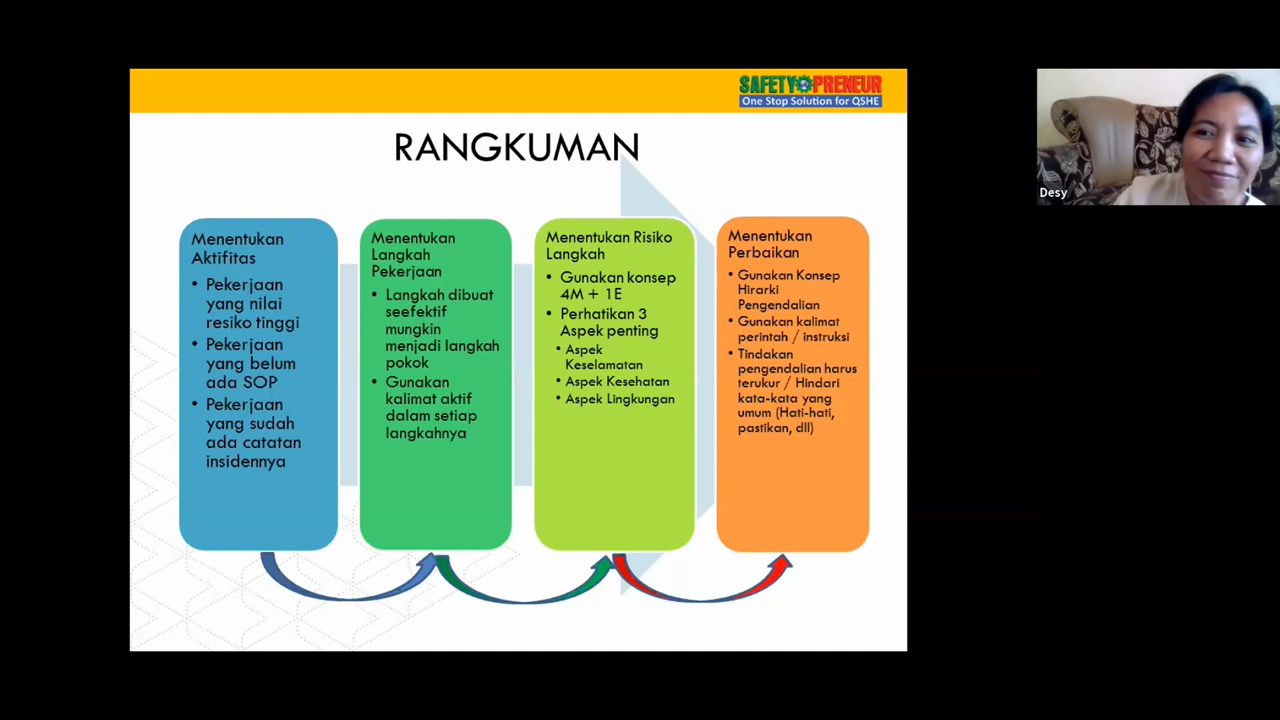 SAFETY PRENEUR
One Stop Solution for QSHE
RANGKUMAN
Menentukan
Aktifitas
• Pekerjaan
yang nilai
resiko tinggi
• Pekerjaan
yang belum
ada SOP
• Pekerjaan
yang sudah
ada catatan
insidennya
Menentukan
Langkah
Pekerjaan
• Langkah dibuat
seefektif
mungkin
menjadi langkah
pokok
• Gunakan
kalimat aktif
dalam setiap
langkahnya
Menentukan Risiko
Langkah
• Gunakan konsep
4M + 1E
• Perhatikan 3
Aspek penting
• Aspek
Keselamatan
• Aspek Kesehatan
• Aspek Lingkungan
Menentukan
Perbaikan
• Gunakan Konsep
Hirarki
Pengendalian
• Gunakan kalimat
perintah / instruksi
• Tindakan
pengendalian harus
terukur / Hindari
kata-kata yang
umum (Hati-hati,
pastikan, dll)
Desy